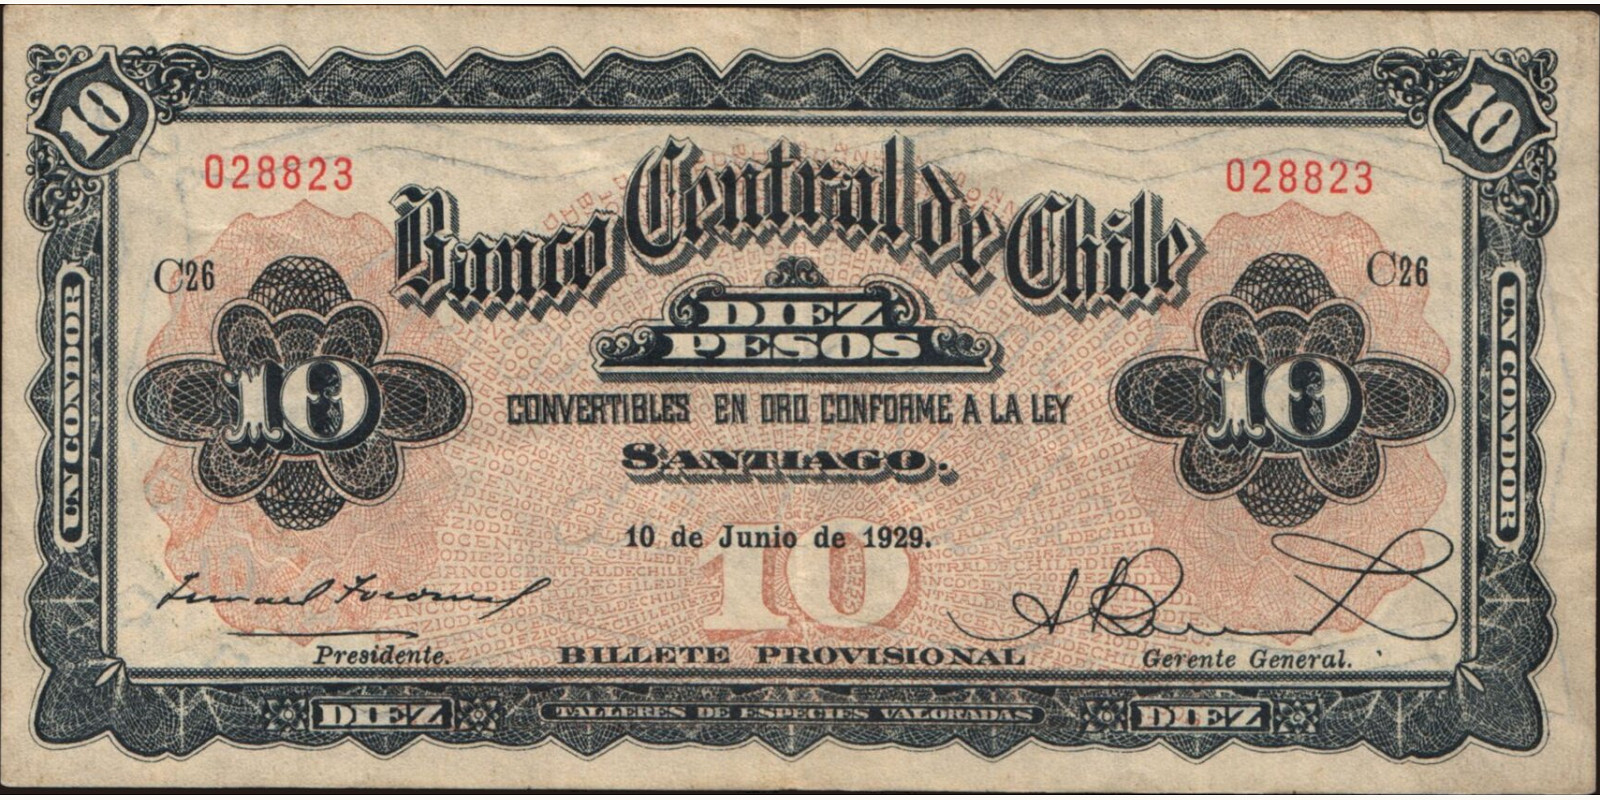 10 10
028823 028823
Banco Central de Chile
C26 C26
DIEZ
PESOS
UN CONDOR UN CONDOR
10 10
CONVERTIBLES EN ORO CONFORME A LA LEY
SANTIAGO.
10 de Junio de 1929.
10
Presidente. BILLETE PROVISIONAL Gerente General.
DIEZ TALLERES DE ESPECIES VALORADAS DIEZ